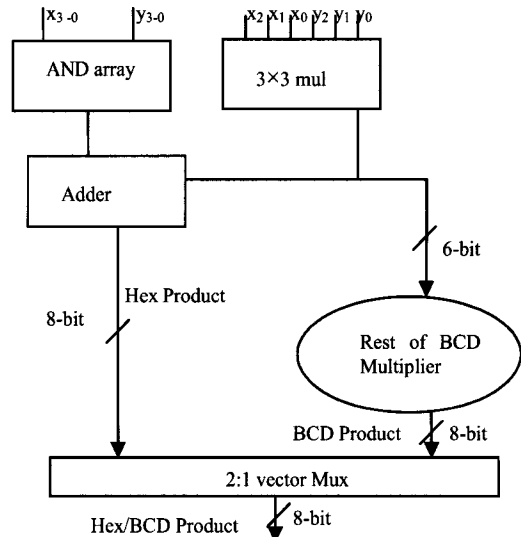 x3-0 y3-0 x2 x1 x0 y2 y1 y0
AND array
3×3 mul
Adder
6-bit
Hex Product
8-bit
Rest of BCD
Multiplier
BCD Product 8-bit
2:1 vector Mux
Hex/BCD Product 8-bit